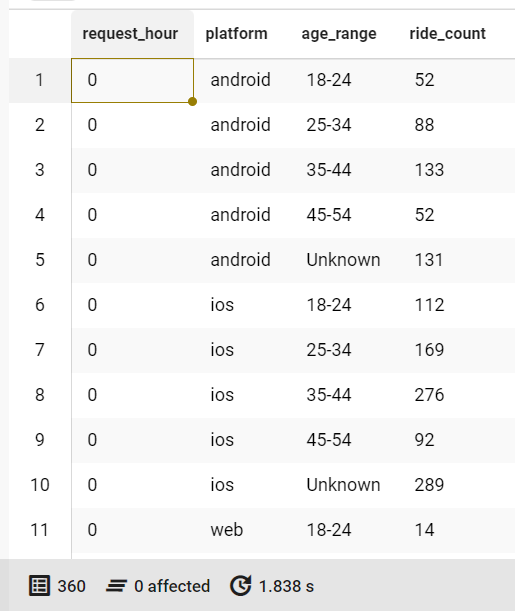 request_hour platform age_range ride_count
1 0 android 18-24 52
2 0 android 25-34 88
3 0 android 35-44 133
4 0 android 45-54 52
5 0 android Unknown 131
6 0 ios 18-24 112
7 0 ios 25-34 169
8 0 ios 35-44 276
9 0 ios 45-54 92
10 0 ios Unknown 289
11 0 web 18-24 14
360 0 affected 1.838 s